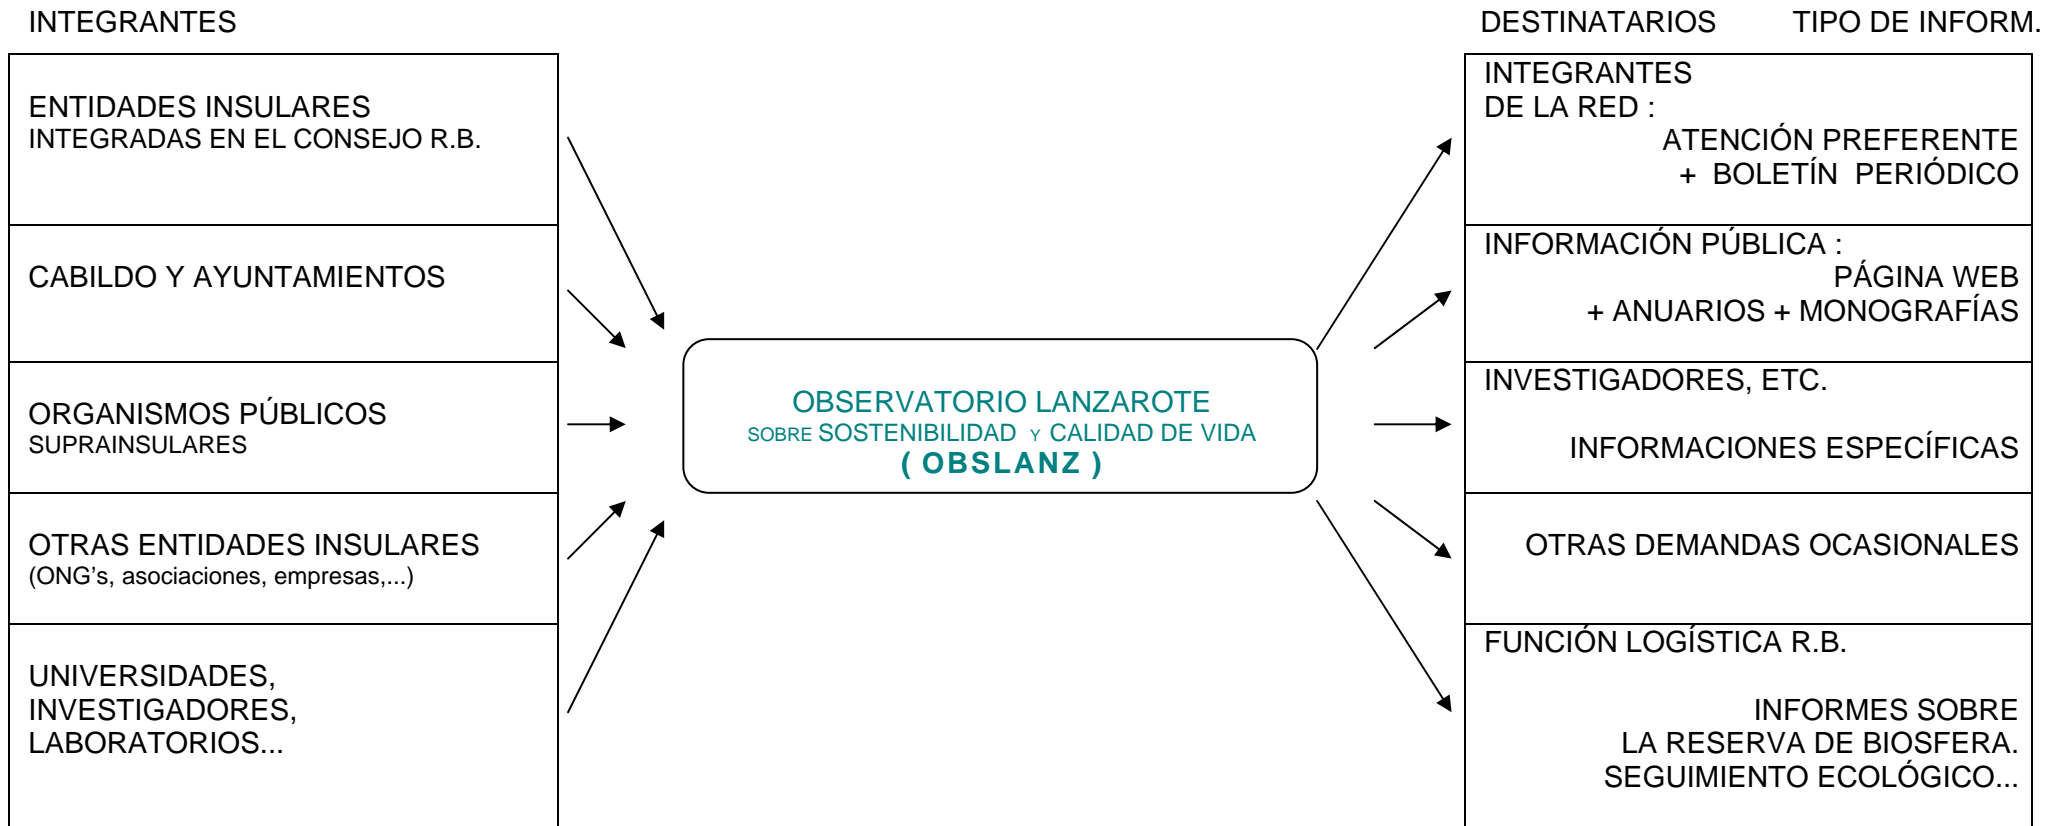 INTEGRANTES
ENTIDADES INSULARES
INTEGRADAS EN EL CONSEJO R.B.
CABILDO Y AYUNTAMIENTOS
ORGANISMOS PÚBLICOS
SUPRAINSULARES
OTRAS ENTIDADES INSULARES
(ONG's, asociaciones, empresas,...)
UNIVERSIDADES,
INVESTIGADORES,
LABORATORIOS...
OBSERVATORIO LANZAROTE
SOBRE SOSTENIBILIDAD Y CALIDAD DE VIDA
( OBSLANZ )
DESTINATARIOS TIPO DE INFORM.
INTEGRANTES
DE LA RED :
ATENCIÓN PREFERENTE
+ BOLETÍN PERIÓDICO
INFORMACIÓN PÚBLICA :
PÁGINA WEB
+ ANUARIOS + MONOGRAFÍAS
INVESTIGADORES, ETC.
INFORMACIONES ESPECÍFICAS
OTRAS DEMANDAS OCASIONALES
FUNCIÓN LOGÍSTICA R.B.
INFORMES SOBRE
LA RESERVA DE BIOSFERA.
SEGUIMIENTO ECOLÓGICO...